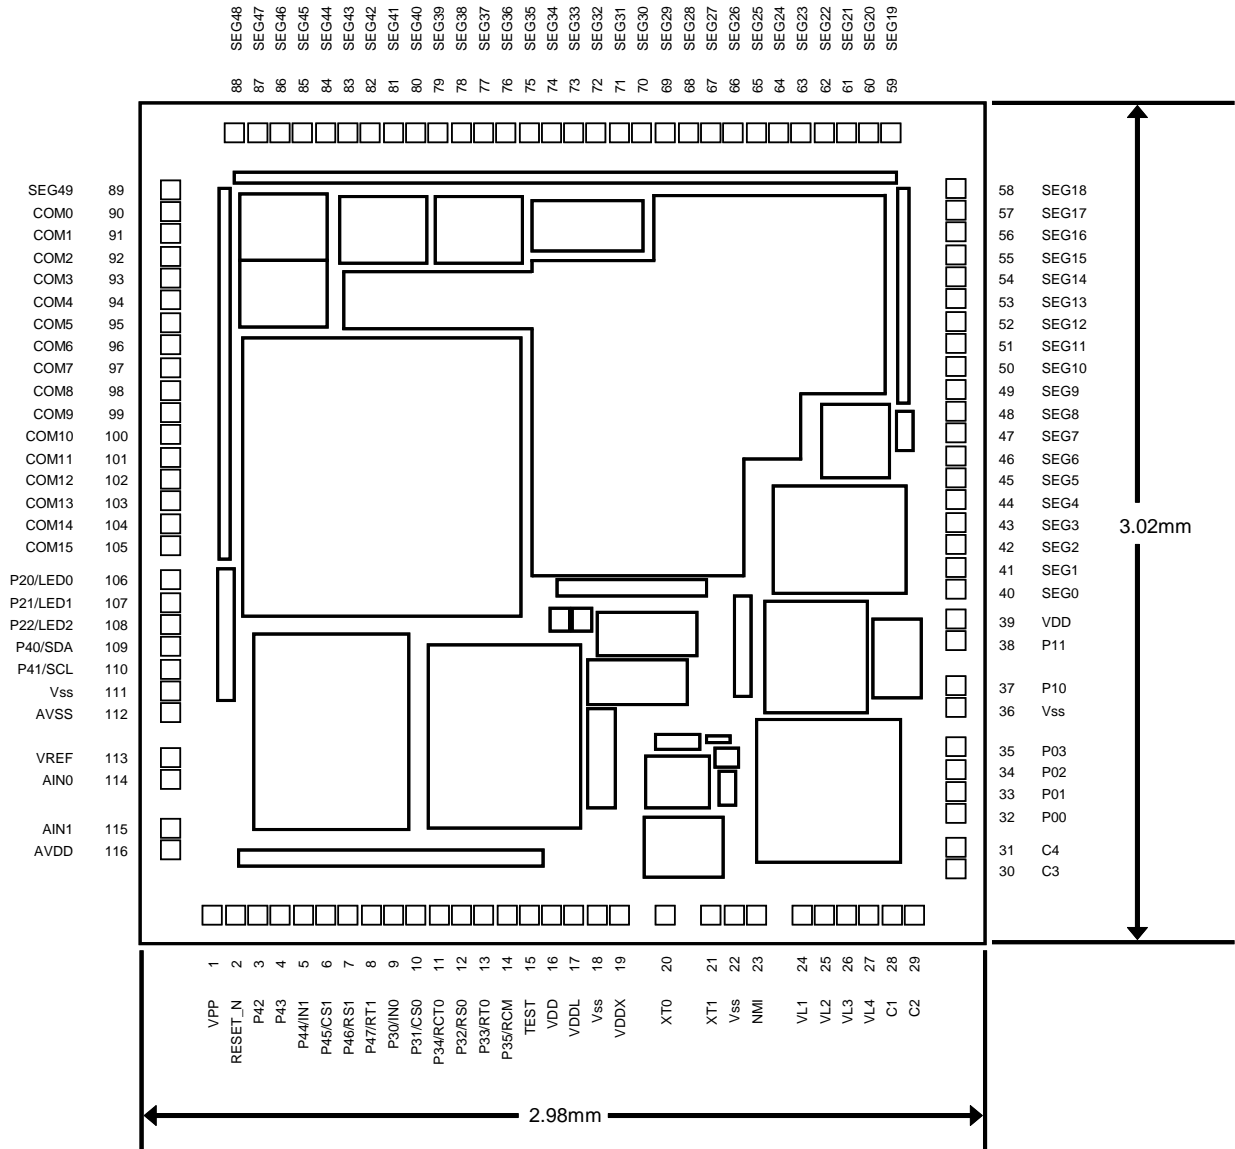 SEG48 SEG47 SEG46 SEG45 SEG44 SEG43 SEG42 SEG41 SEG40 SEG39 SEG38 SEG37 SEG36 SEG35 SEG34 SEG33 SEG32 SEG31 SEG30 SEG29 SEG28 SEG27 SEG26 SEG25 SEG24 SEG23 SEG22 SEG21 SEG20 SEG19
88 87 86 85 84 83 82 81 80 79 78 77 76 75 74 73 72 71 70 69 68 67 66 65 64 63 62 61 60 59
SEG49 89
COM0 90
COM1 91
COM2 92
COM3 93
COM4 94
COM5 95
COM6 96
COM7 97
COM8 98
COM9 99
COM10 100
COM11 101
COM12 102
COM13 103
COM14 104
COM15 105
P20/LED0 106
P21/LED1 107
P22/LED2 108
P40/SDA 109
P41/SCL 110
Vss 111
AVSS 112
VREF 113
AIN0 114
AIN1 115
AVDD 116
58 SEG18
57 SEG17
56 SEG16
55 SEG15
54 SEG14
53 SEG13
52 SEG12
51 SEG11
50 SEG10
49 SEG9
48 SEG8
47 SEG7
46 SEG6
45 SEG5
44 SEG4
43 SEG3
42 SEG2
41 SEG1
40 SEG0
39 VDD
38 P11
37 P10
36 Vss
35 P03
34 P02
33 P01
32 P00
31 C4
30 C3
3.02mm
1 2 3 4 5 6 7 8 9 10 11 12 13 14 15 16 17 18 19 20 21 22 23 24 25 26 27 28 29
VPP RESET_N P42 P43 P44/IN1 P45/CS1 P46/RS1 P47/RT1 P30/IN0 P31/CS0 P34/RCT0 P32/RS0 P33/RT0 P35/RCM TEST VDD VDDL Vss VDDX XT0 XT1 Vss NMI VL1 VL2 VL3 VL4 C1 C2
2.98mm